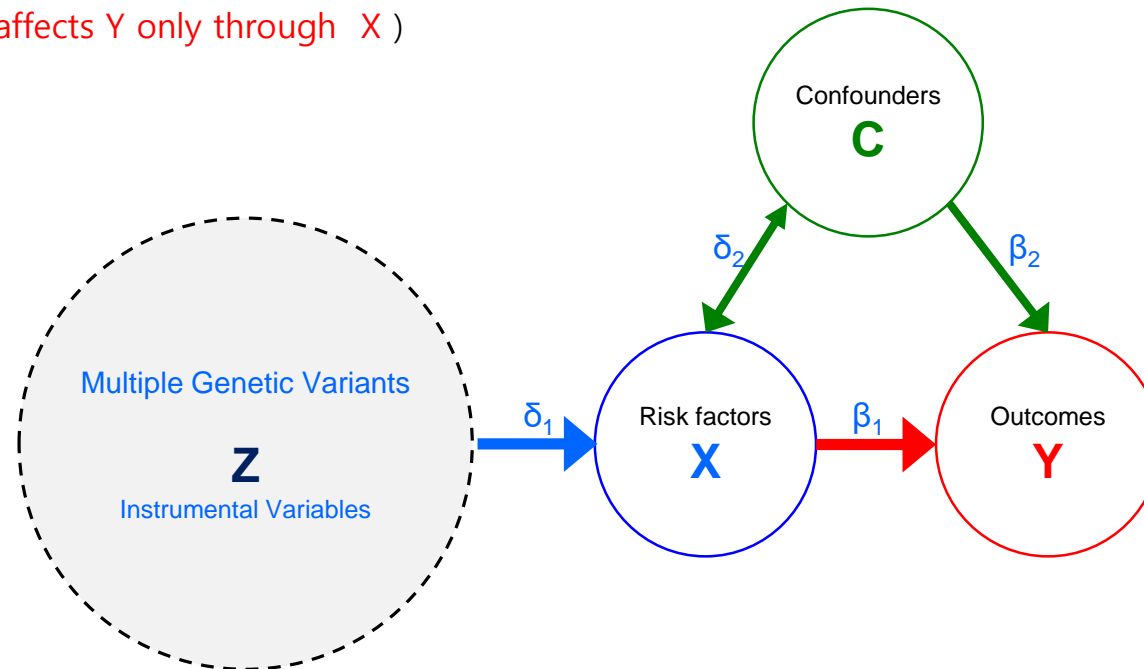 affects Y only through X )
Confounders
C
δ2
β2
Multiple Genetic Variants
Z
Instrumental Variables
δ1
Risk factors
X
β1
Outcomes
Y